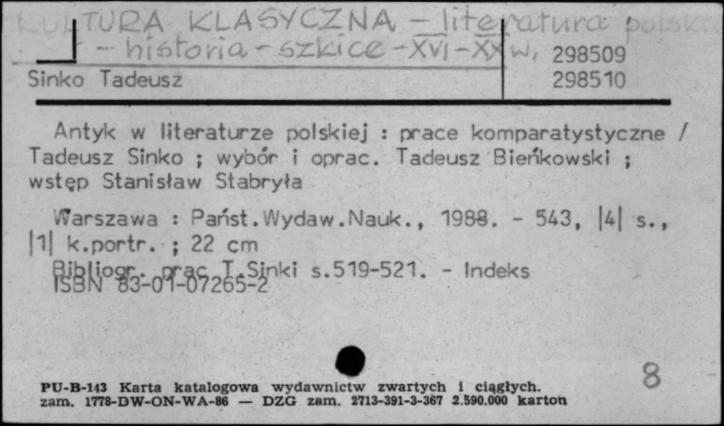 KULTURA KLASYCZNA - literatura polska
- historia - szkice - XVI-XX w.
298509
Sinko Tadeusz 298510
Antyk w literaturze polskiej : prace komparatystyczne /
Tadeusz Sinko ; wybór i oprac. Tadeusz Bieńkowski ;
wstęp Stanisław Stabryła
Warszawa : Państ.Wydaw.Nauk., 1988. - 543, |4| s.,
|1| k.portr. ; 22 cm
Bibliogr. prac T.Sinki s.519-521. - Indeks
ISBN 83-01-07265-2
8
PU-B-143 Karta katalogowa wydawnictw zwartych i ciągłych.
zam. 1778-DW-ON-WA-86 — DZG zam. 2713-391-3-367 2.590.000 karton